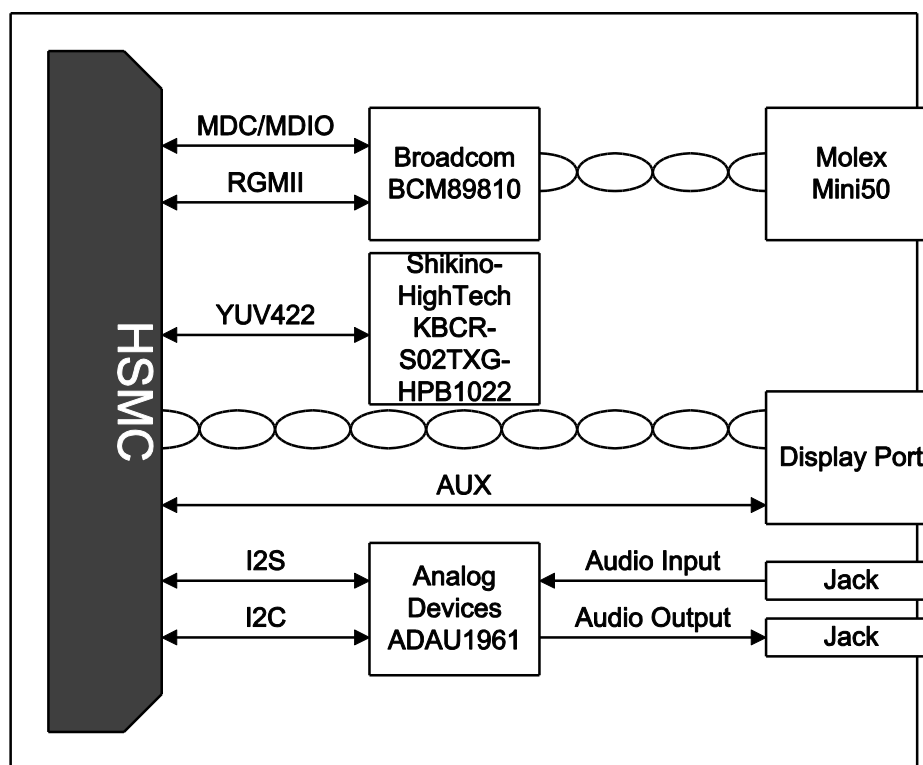 MDC/MDIO
RGMII
Broadcom
BCM89810
Molex
Mini50
YUV422
Shikino-
HighTech
KBCR-
S02TXG-
HPB1022
HSMC
Display Port
AUX
I2S
I2C
Analog
Devices
ADAU1961
Audio Input
Jack
Audio Output
Jack